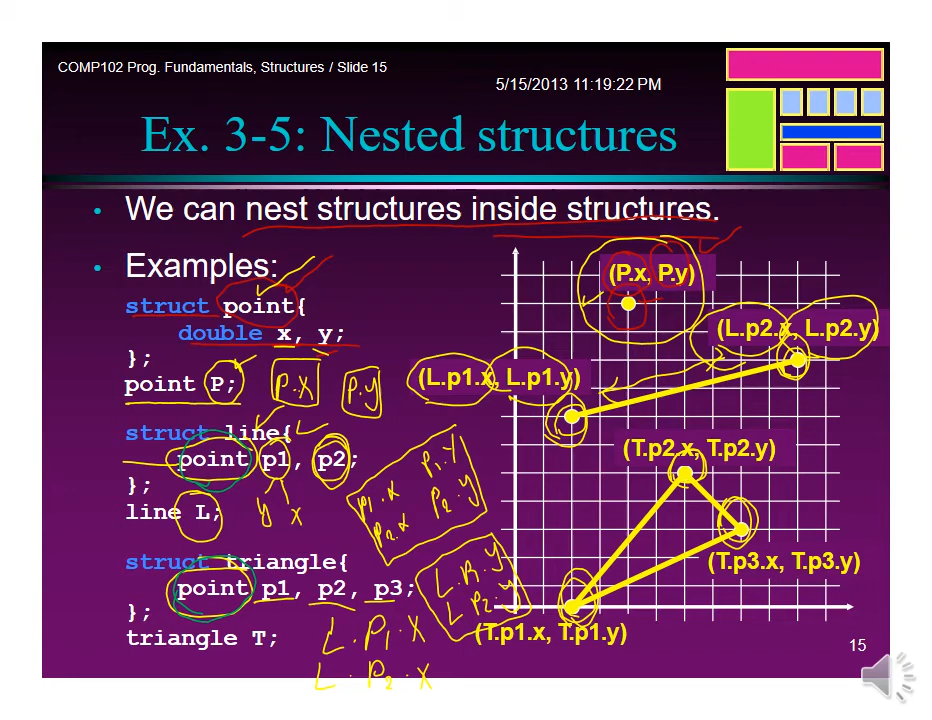 COMP102 Prog. Fundamentals, Structures / Slide 15
5/15/2013 11:19:22 PM
Ex. 3-5: Nested structures
• We can nest structures inside structures.
• Examples:
struct point{
double x, y;
};
point P;
P.x
P.y
struct line{
point p1, p2;
};
line L;
y x
P1.x P1.y
P2.x P2.y
struct triangle{
point p1, p2, p3;
};
triangle T;
L.P1.y
L P2.y
L.P1.x
L.P2.x
(P.x, P.y)
(L.p2.x, L.p2.y)
(L.p1.x, L.p1.y)
(T.p2.x, T.p2.y)
(T.p3.x, T.p3.y)
(T.p1.x, T.p1.y)
15